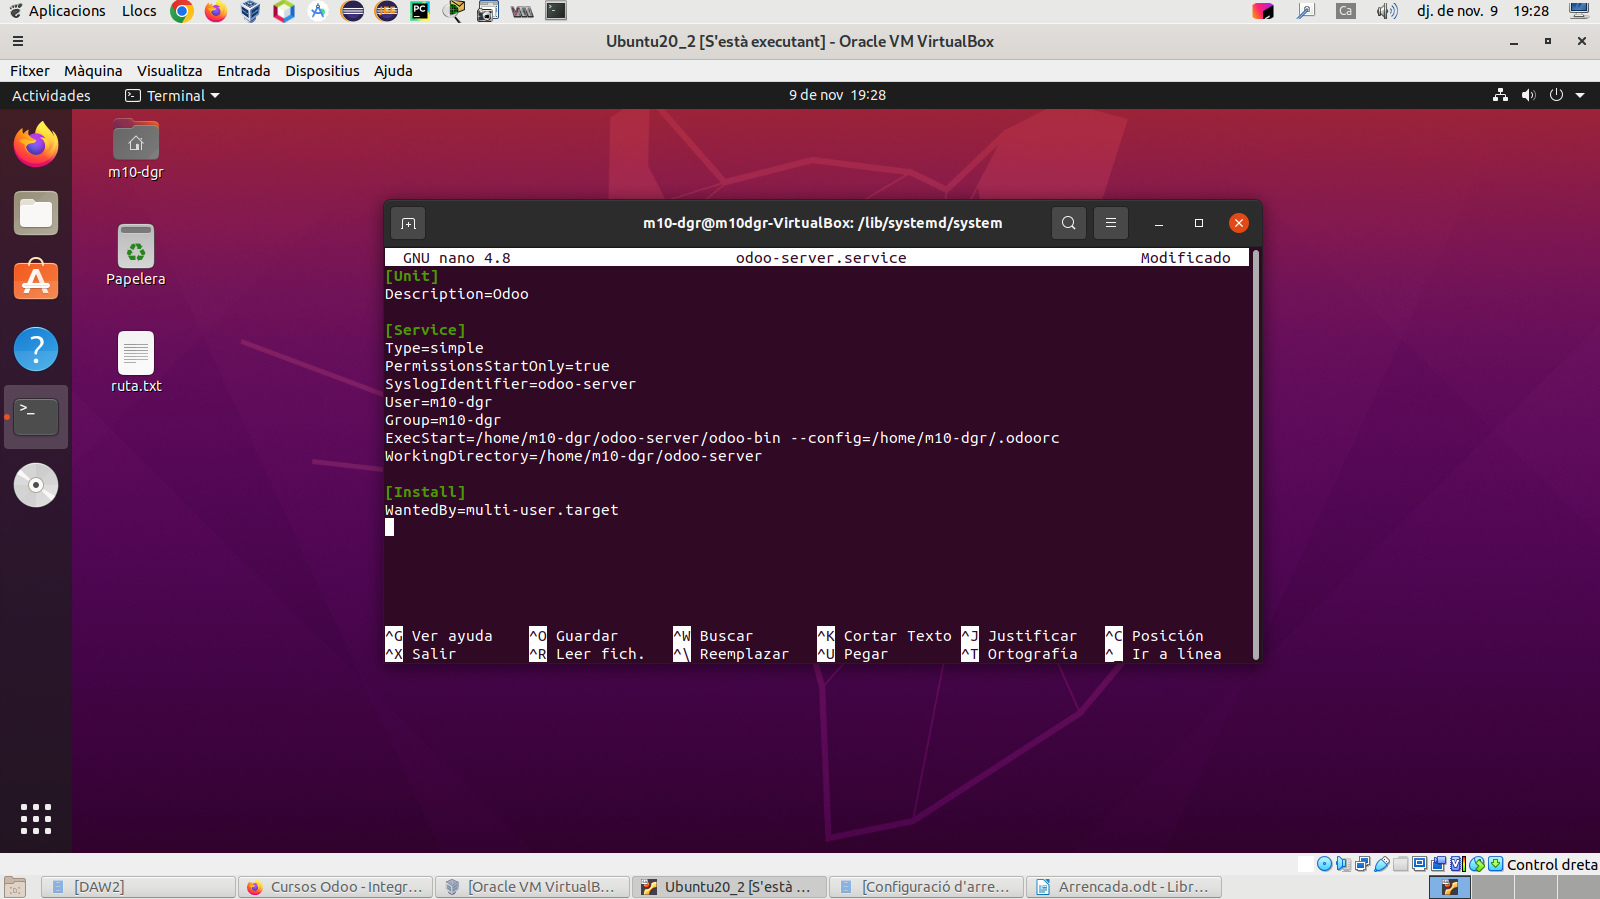 Aplicacions Llocs
Ca
dj. de nov. 9 19:28
Ubuntu20_2 [S'està executant] - Oracle VM VirtualBox
Fitxer Màquina Visualitza Entrada Dispositius Ajuda
Actividades Terminal 9 de nov 19:28
m10-dgr
Papelera
ruta.txt
m10-dgr@m10dgr-VirtualBox: /lib/systemd/system
GNU nano 4.8 odoo-server.service Modificado
[Unit]
Description=Odoo
[Service]
Type=simple
PermissionsStartOnly=true
SyslogIdentifier=odoo-server
User=m10-dgr
Group=m10-dgr
ExecStart=/home/m10-dgr/odoo-server/odoo-bin --config=/home/m10-dgr/.odoorc
WorkingDirectory=/home/m10-dgr/odoo-server
[Install]
WantedBy=multi-user.target
^G Ver ayuda ^O Guardar ^W Buscar ^K Cortar Texto ^J Justificar ^C Posición
^X Salir ^R Leer fich. ^\ Reemplazar ^U Pegar ^T Ortografía ^_ Ir a línea
Control dreta
[DAW2] Cursos Odoo - Integr... [Oracle VM VirtualB... Ubuntu20_2 [S'està ... [Configuració d'arre... Arrencada.odt - Libr...